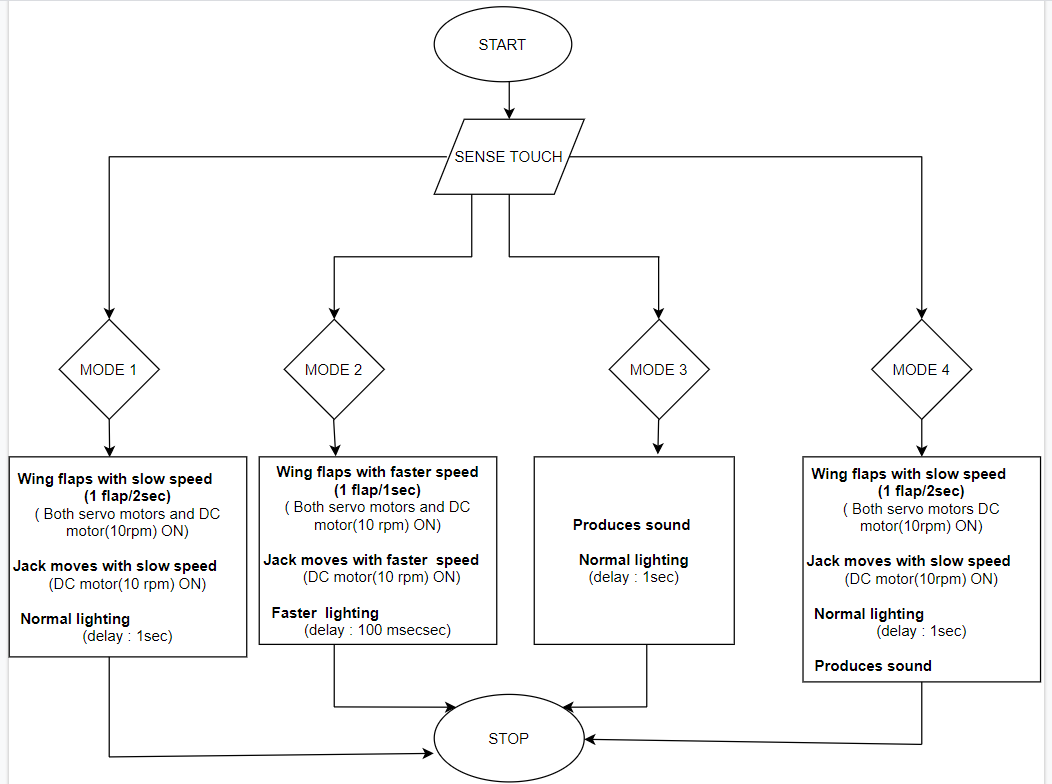 START
SENSE TOUCH
MODE 1
MODE 2
MODE 3
MODE 4
Wing flaps with slow speed
(1 flap/2sec)
( Both servo motors and DC
motor(10rpm) ON)
Jack moves with slow speed
(DC motor(10 rpm) ON)
Normal lighting
(delay : 1sec)
Wing flaps with faster speed
(1 flap/1sec)
( Both servo motors and DC
motor(10 rpm) ON)
Jack moves with faster  speed
(DC motor(10 rpm) ON)
Faster  lighting
(delay : 100 msecsec)
Produces sound
Normal lighting
(delay : 1sec)
Wing flaps with slow speed
(1 flap/2sec)
( Both servo motors DC
motor(10rpm) ON)
Jack moves with slow speed
(DC motor(10rpm) ON)
Normal lighting
(delay : 1sec)
Produces sound
STOP